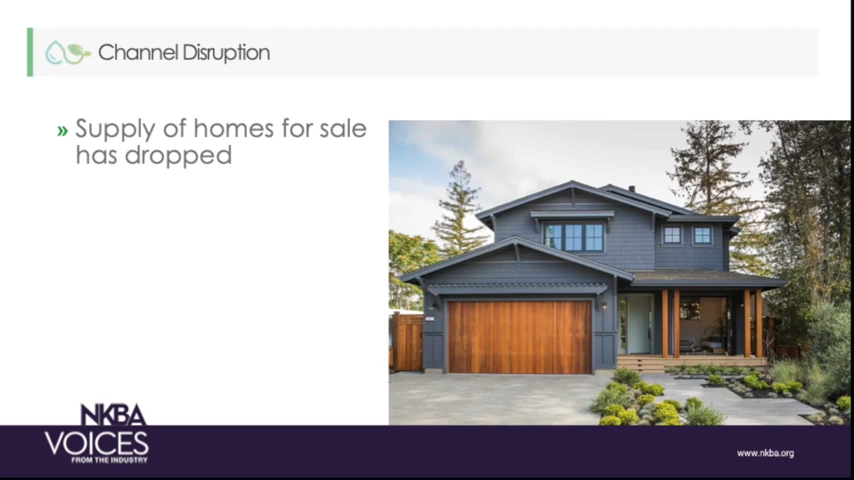 Channel Disruption
» Supply of homes for sale
has dropped
NKBA
VOICES
FROM THE INDUSTRY
www.nkba.org